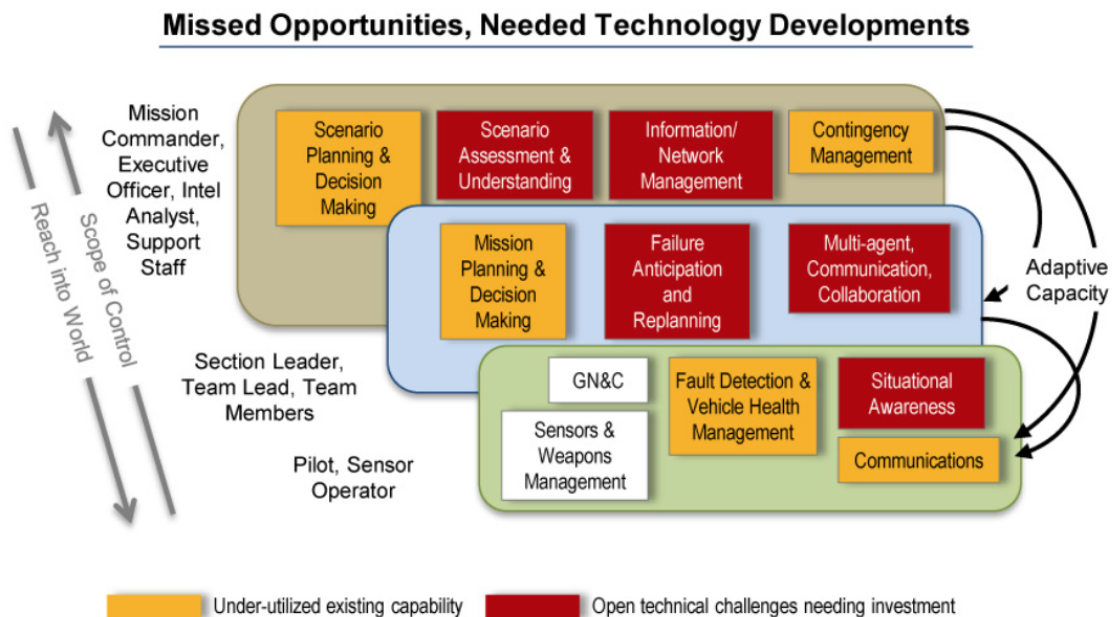 Missed Opportunities, Needed Technology Developments
Reach into World
Scope of Control
Mission
Commander,
Executive
Officer, Intel
Analyst,
Support
Staff
Scenario
Planning &
Decision
Making
Scenario
Assessment &
Understanding
Information/
Network
Management
Contingency
Management
Mission
Planning &
Decision
Making
Failure
Anticipation
and
Replanning
Multi-agent,
Communication,
Collaboration
Adaptive
Capacity
Section Leader,
Team Lead, Team
Members
GN&C
Fault Detection &
Vehicle Health
Management
Situational
Awareness
Sensors &
Weapons
Management
Communications
Pilot, Sensor
Operator
Under-utilized existing capability
Open technical challenges needing investment